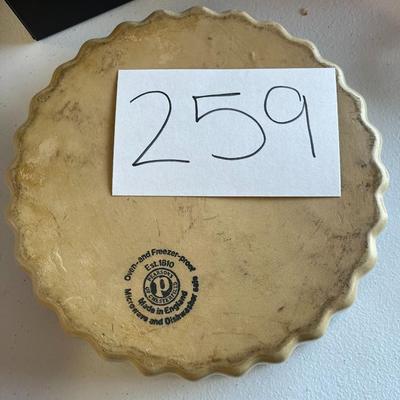 259
Oven-and Freezer-proof
Est.1810
PEARSONS
P
OF CHESTERFIELD
Made in England
Microwave and Dishwasher safe